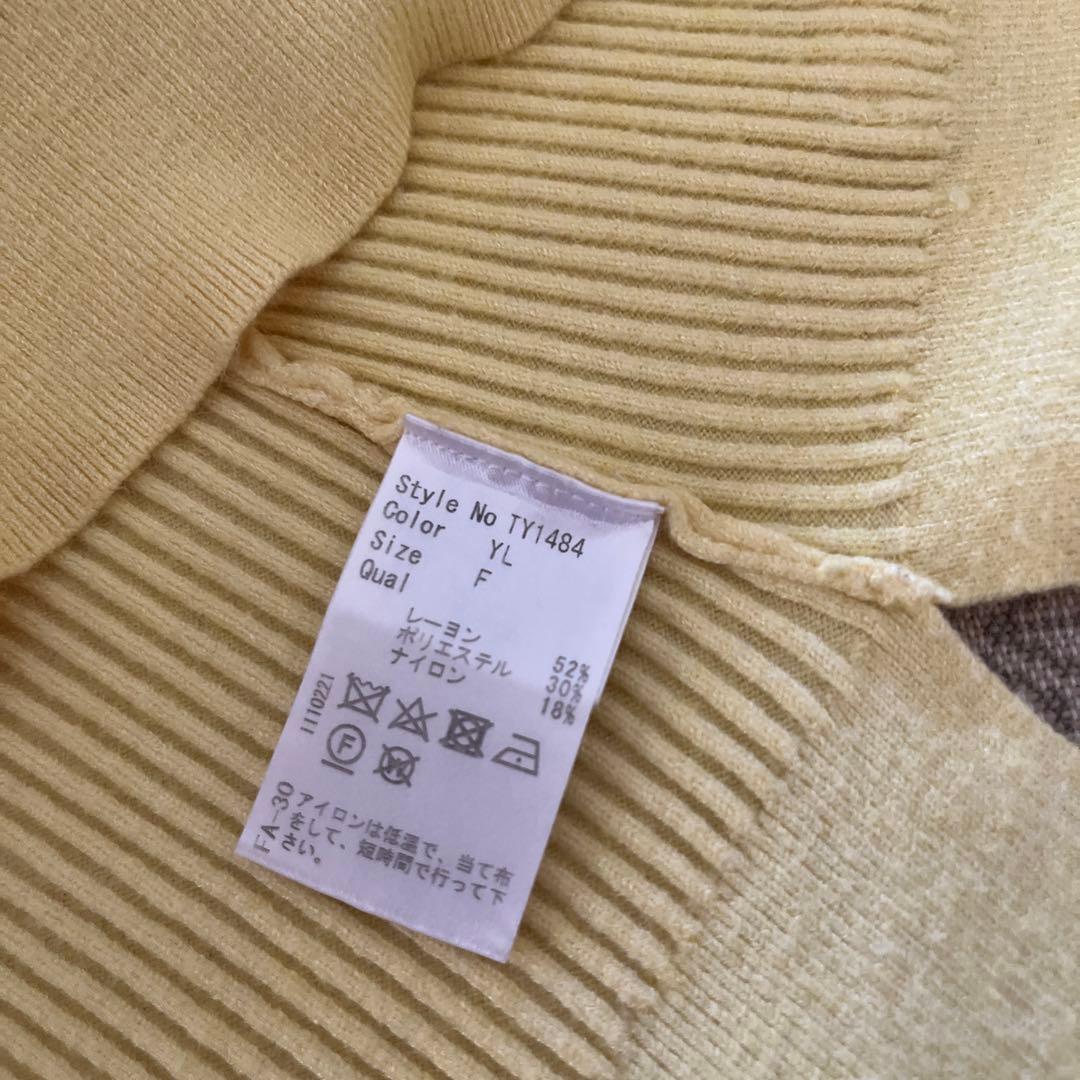 Style No TY1484
Color YL
Size F
Qual
レーヨン 52%
ポリエステル 30%
ナイロン 18%
1110221
F
W
FA-30
アイロンは低温で、当て布
をして、短時間で行って下
さい。